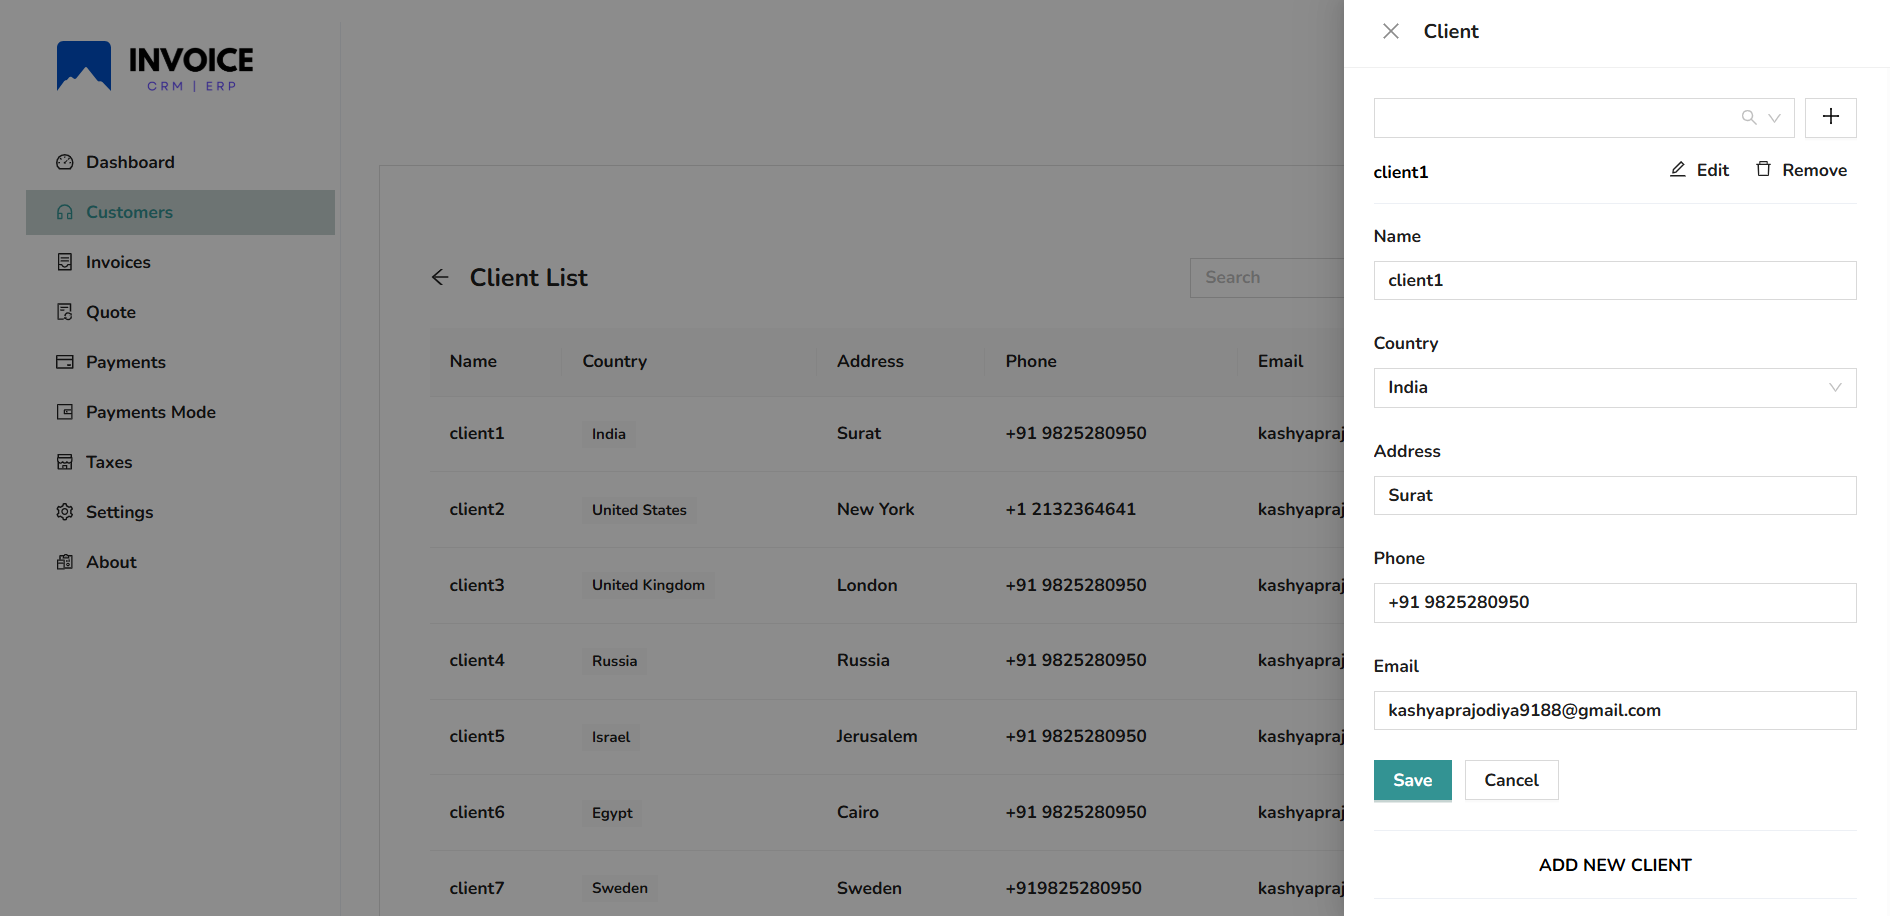 INVOICE
CRM | ERP
Dashboard
Customers
Invoices
Quote
Payments
Payments Mode
Taxes
Settings
About
Client List
Search
Name Country Address Phone Email
client1 India Surat +91 9825280950 kashyapraj
client2 United States New York +1 2132364641 kashyapraj
client3 United Kingdom London +91 9825280950 kashyapraj
client4 Russia Russia +91 9825280950 kashyapraj
client5 Israel Jerusalem +91 9825280950 kashyapraj
client6 Egypt Cairo +91 9825280950 kashyapraj
client7 Sweden Sweden +919825280950 kashyapraj
Client
client1 Edit Remove
Name
client1
Country
India
Address
Surat
Phone
+91 9825280950
Email
kashyaprajodiya9188@gmail.com
Save Cancel
ADD NEW CLIENT